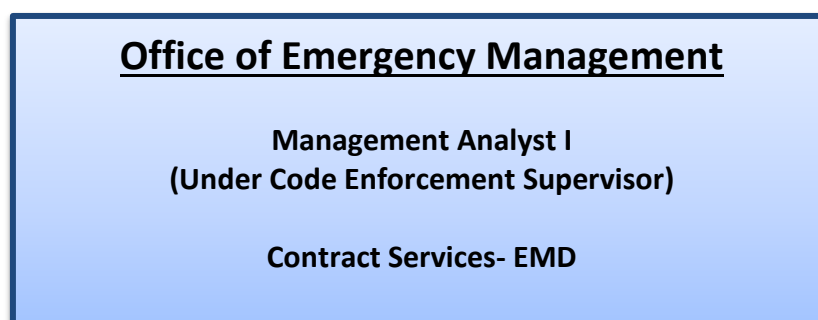 Office of Emergency Management
Management Analyst I
(Under Code Enforcement Supervisor)
Contract Services- EMD